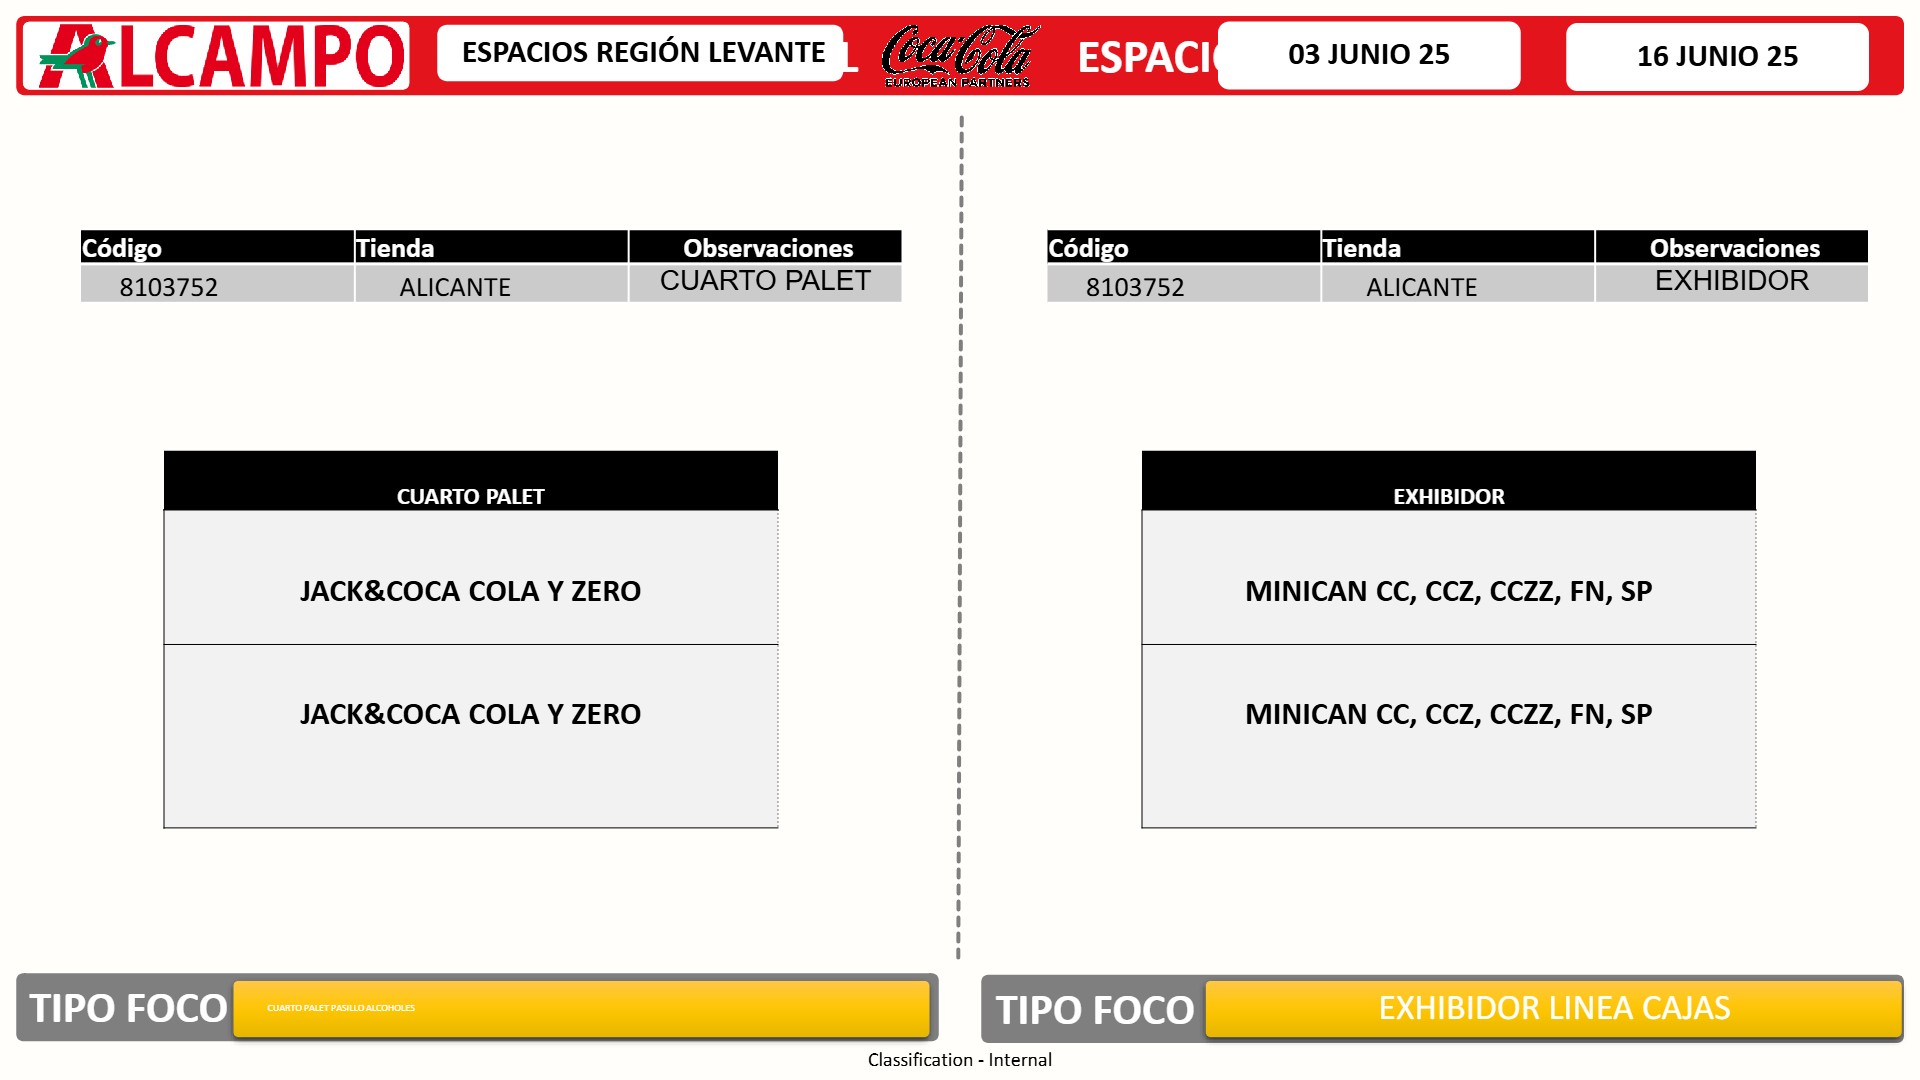 ALCAMPO
ESPACIOS REGIÓN LEVANTE
L
Coca-Cola
EUROPEAN PARTNERS
ESPACIO
03 JUNIO 25
16 JUNIO 25
Código Tienda Observaciones
8103752 ALICANTE CUARTO PALET
CUARTO PALET
JACK&COCA COLA Y ZERO
JACK&COCA COLA Y ZERO
TIPO FOCO
CUARTO PALET PASILLO ALCOHOLES
Código Tienda Observaciones
8103752 ALICANTE EXHIBIDOR
EXHIBIDOR
MINICAN CC, CCZ, CCZZ, FN, SP
MINICAN CC, CCZ, CCZZ, FN, SP
TIPO FOCO
EXHIBIDOR LINEA CAJAS
Classification - Internal